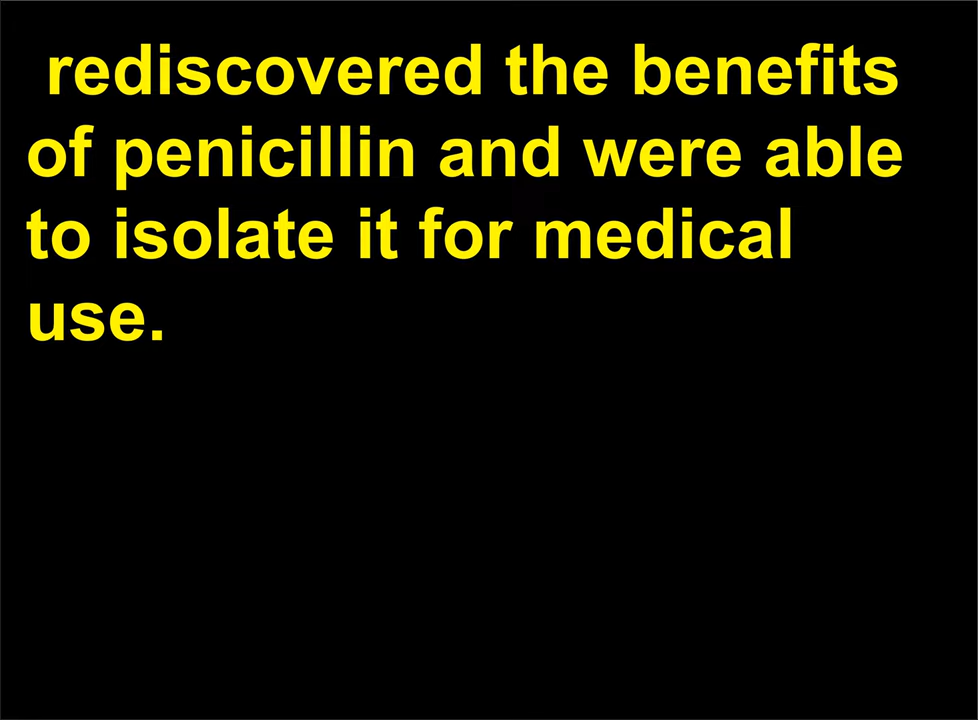 rediscovered the benefits
of penicillin and were able
to isolate it for medical
use.